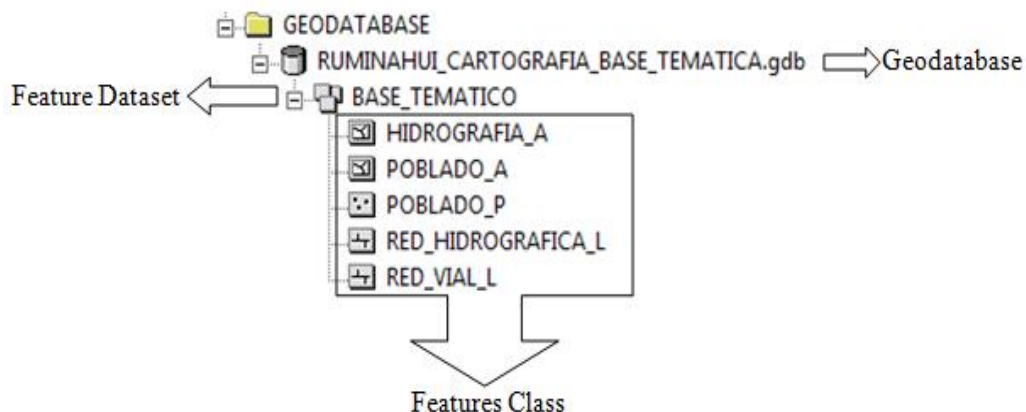 GEODATABASE
RUMINAHUI_CARTOGRAFIA_BASE_TEMATICA.gdb Geodatabase
Feature Dataset BASE_TEMATICO
HIDROGRAFIA_A
POBLADO_A
POBLADO_P
RED_HIDROGRAFICA_L
RED_VIAL_L
Features Class